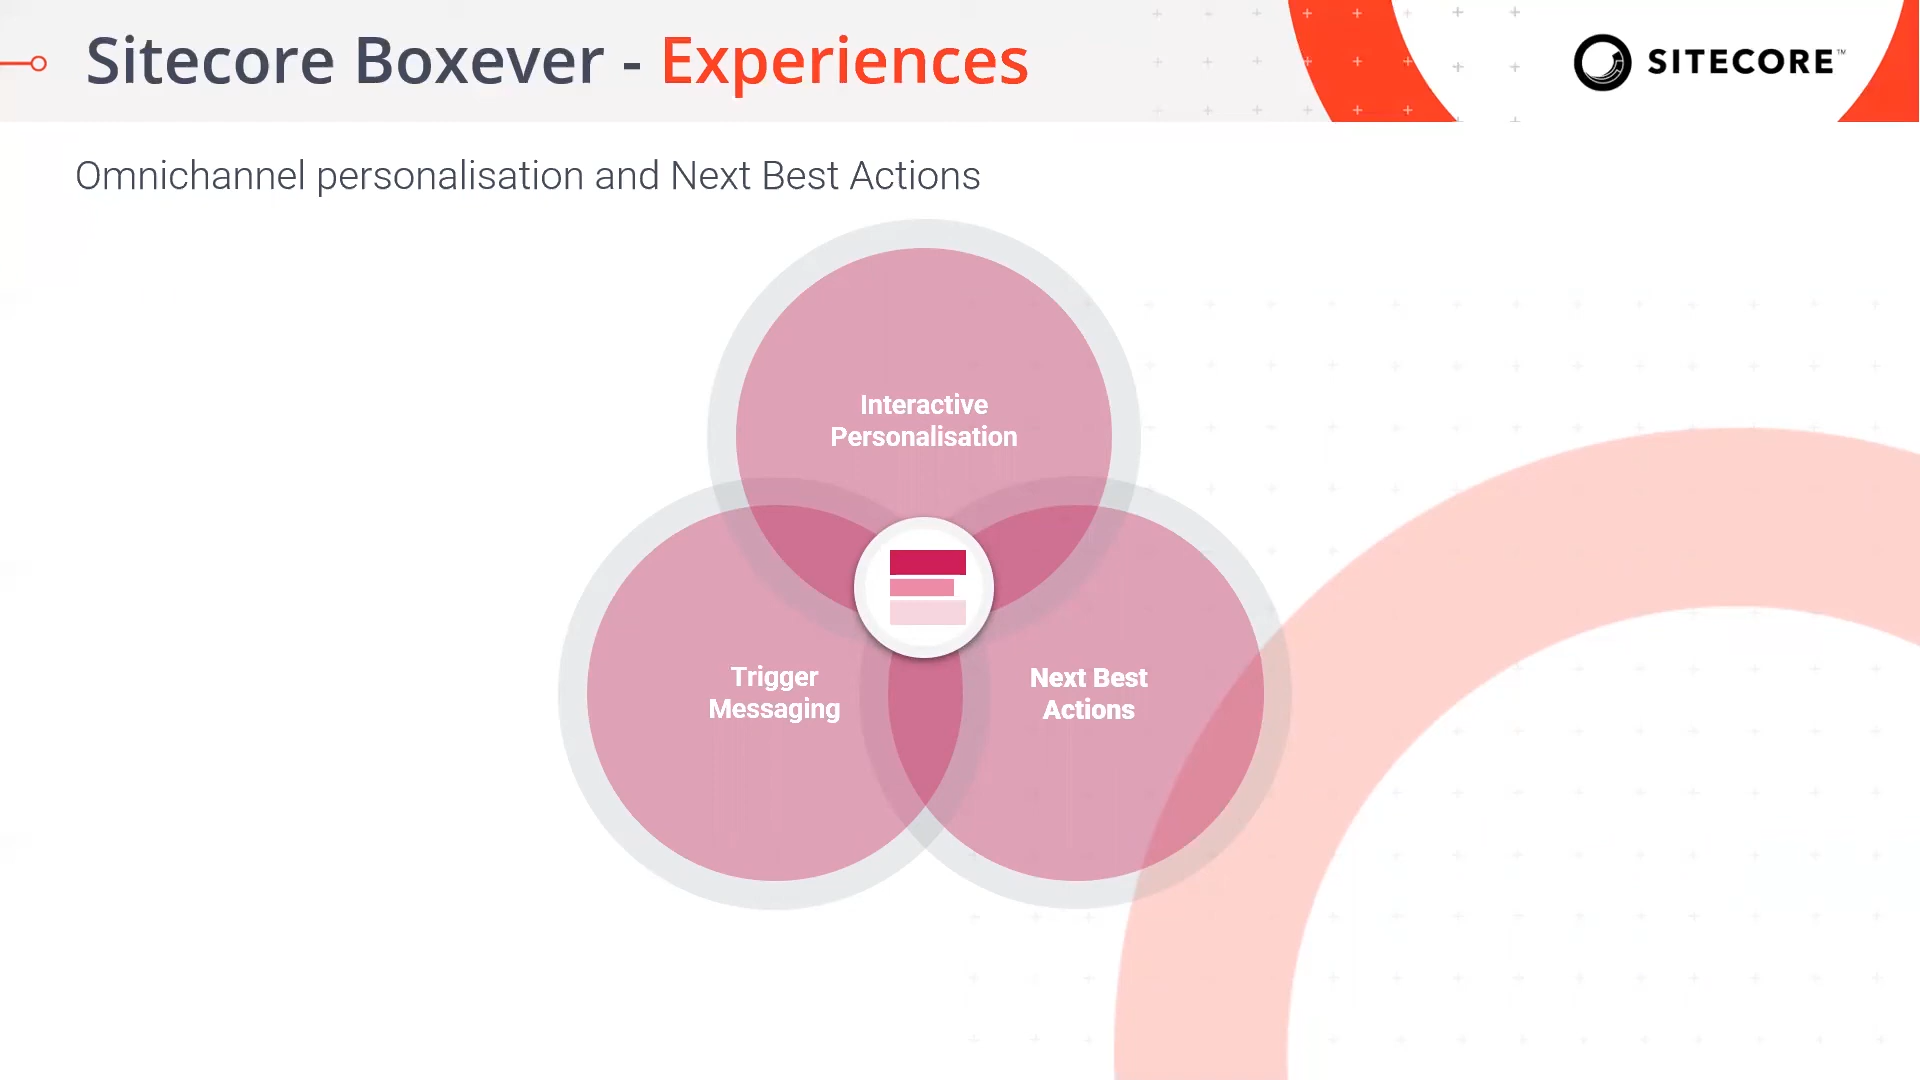 Sitecore Boxever - Experiences
SITECORE™
Omnichannel personalisation and Next Best Actions
Interactive
Personalisation
Trigger
Messaging
Next Best
Actions